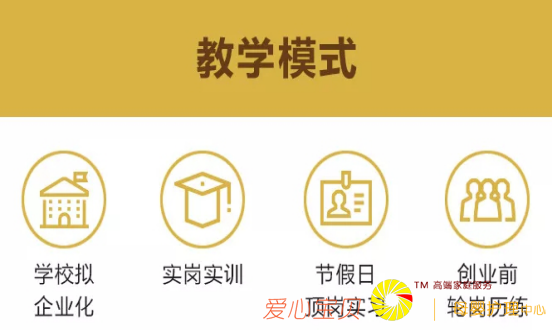 教学模式
学校拟
企业化
实岗实训
节假日
顶岗实习
创业前
轮岗历练
爱心宝贝
TM 高端家庭服务
中心